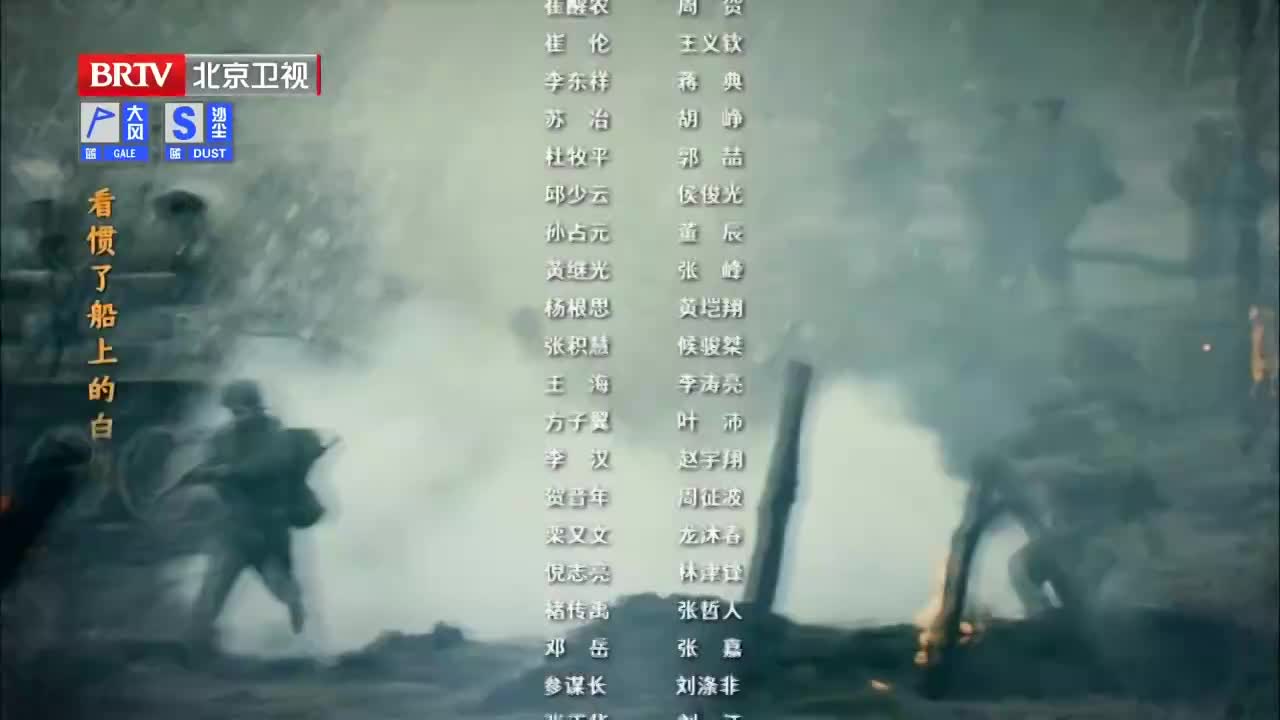 崔醒农 周贺
BRTV 北京卫视
崔伦 王义钦
李东祥 蒋典
大风 沙尘
蓝 GALE 蓝 DUST
苏冶 胡峥
杜牧平 郭喆
看惯了船上的白
邱少云 侯俊光
孙占元 董辰
黄继光 张峰
杨根思 黄垲翔
张积慧 候骏桀
王海 李涛亮
方子翼 叶沛
李汉 赵宇翔
贺晋年 周征波
栾又文 龙沐春
倪志亮 林津锋
褚传禹 张哲人
邓岳 张嘉
参谋长 刘涤非